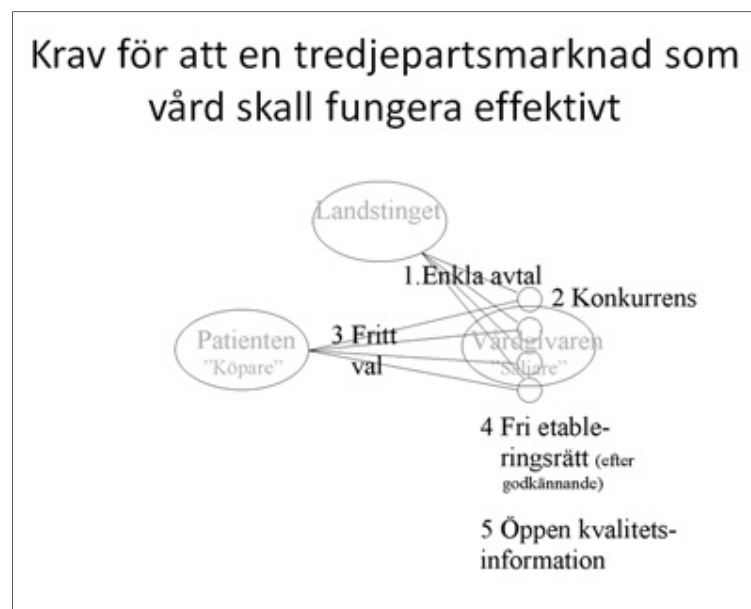 Krav för att en tredjepartsmarknad som
vård skall fungera effektivt
Landstinget
1.Enkla avtal
2 Konkurrens
Patienten
"Köpare"
3 Fritt
val
Vårdgivaren
"Säljare"
4 Fri etable-
ringsrätt (efter
godkännande)
5 Öppen kvalitets-
information